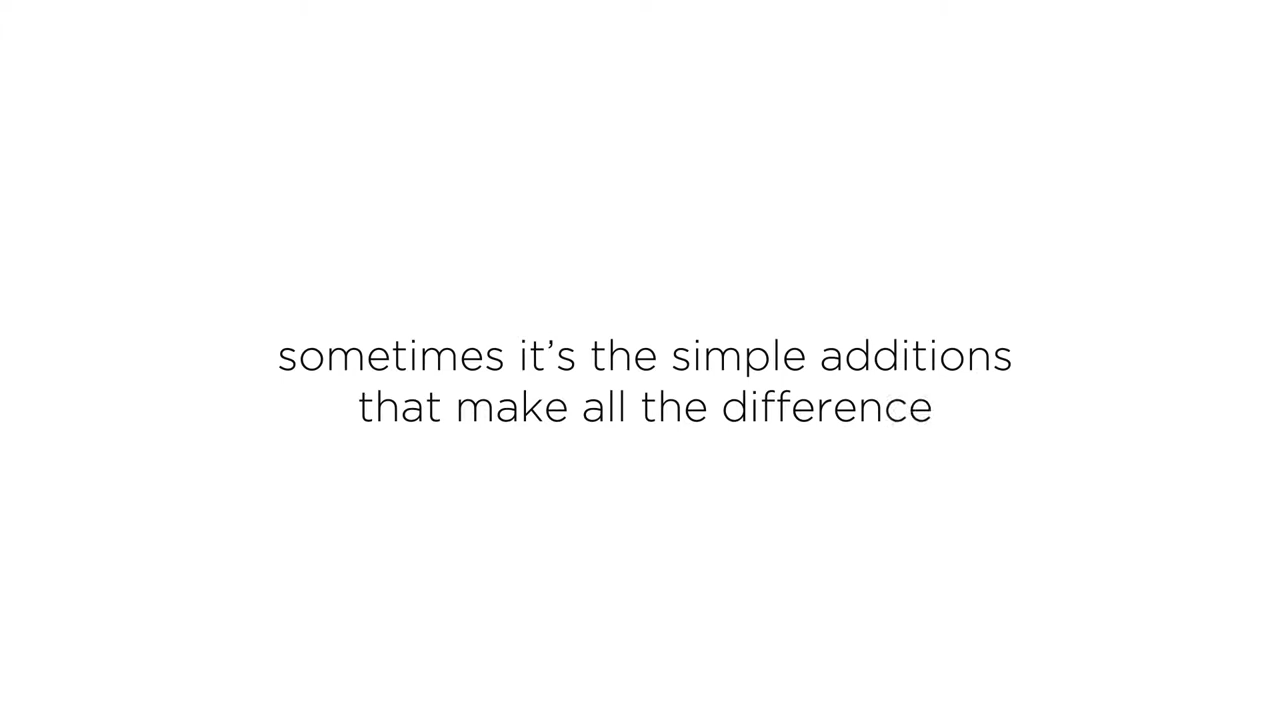 sometimes it’s the simple additions
that make all the difference